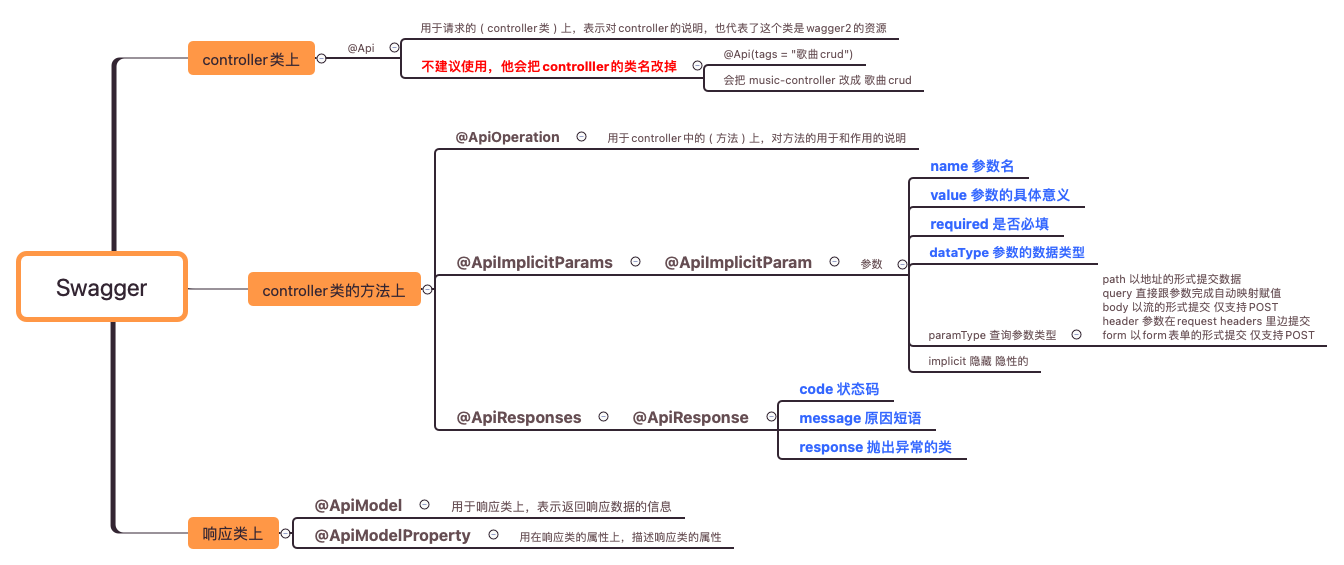 Swagger
controller类上
@Api
用于请求的 ( controller类 ) 上，表示对controller的说明，也代表了这个类是wagger2的资源
不建议使用，他会把controlller的类名改掉
@Api(tags = "歌曲crud")
会把 music-controller 改成 歌曲crud
controller类的方法上
@ApiOperation
用于controller中的 ( 方法 ) 上，对方法的用于和作用的说明
@ApiImplicitParams
@ApiImplicitParam
参数
name 参数名
value 参数的具体意义
required 是否必填
dataType 参数的数据类型
paramType 查询参数类型
path 以地址的形式提交数据
query 直接跟参数完成自动映射赋值
body 以流的形式提交 仅支持POST
header 参数在request headers 里边提交
form 以form表单的形式提交 仅支持POST
implicit 隐藏 隐性的
@ApiResponses
@ApiResponse
code 状态码
message 原因短语
response 抛出异常的类
响应类上
@ApiModel
用于响应类上，表示返回响应数据的信息
@ApiModelProperty
用在响应类的属性上，描述响应类的属性